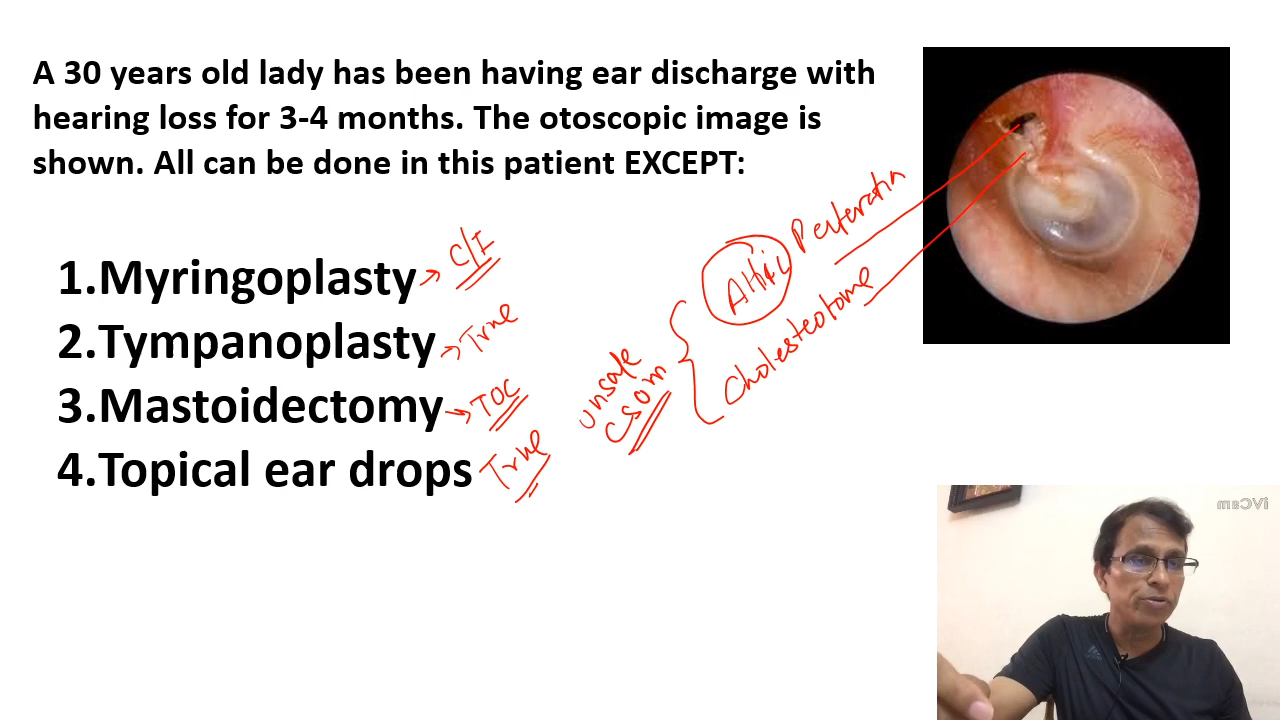 A 30 years old lady has been having ear discharge with
hearing loss for 3-4 months. The otoscopic image is
shown. All can be done in this patient EXCEPT:
1.Myringoplasty → C/I
2.Tympanoplasty → True
3.Mastoidectomy → TOC
4.Topical ear drops True
unsafe
CSOM
Attic Perforation
Cholesteotome
iVCam